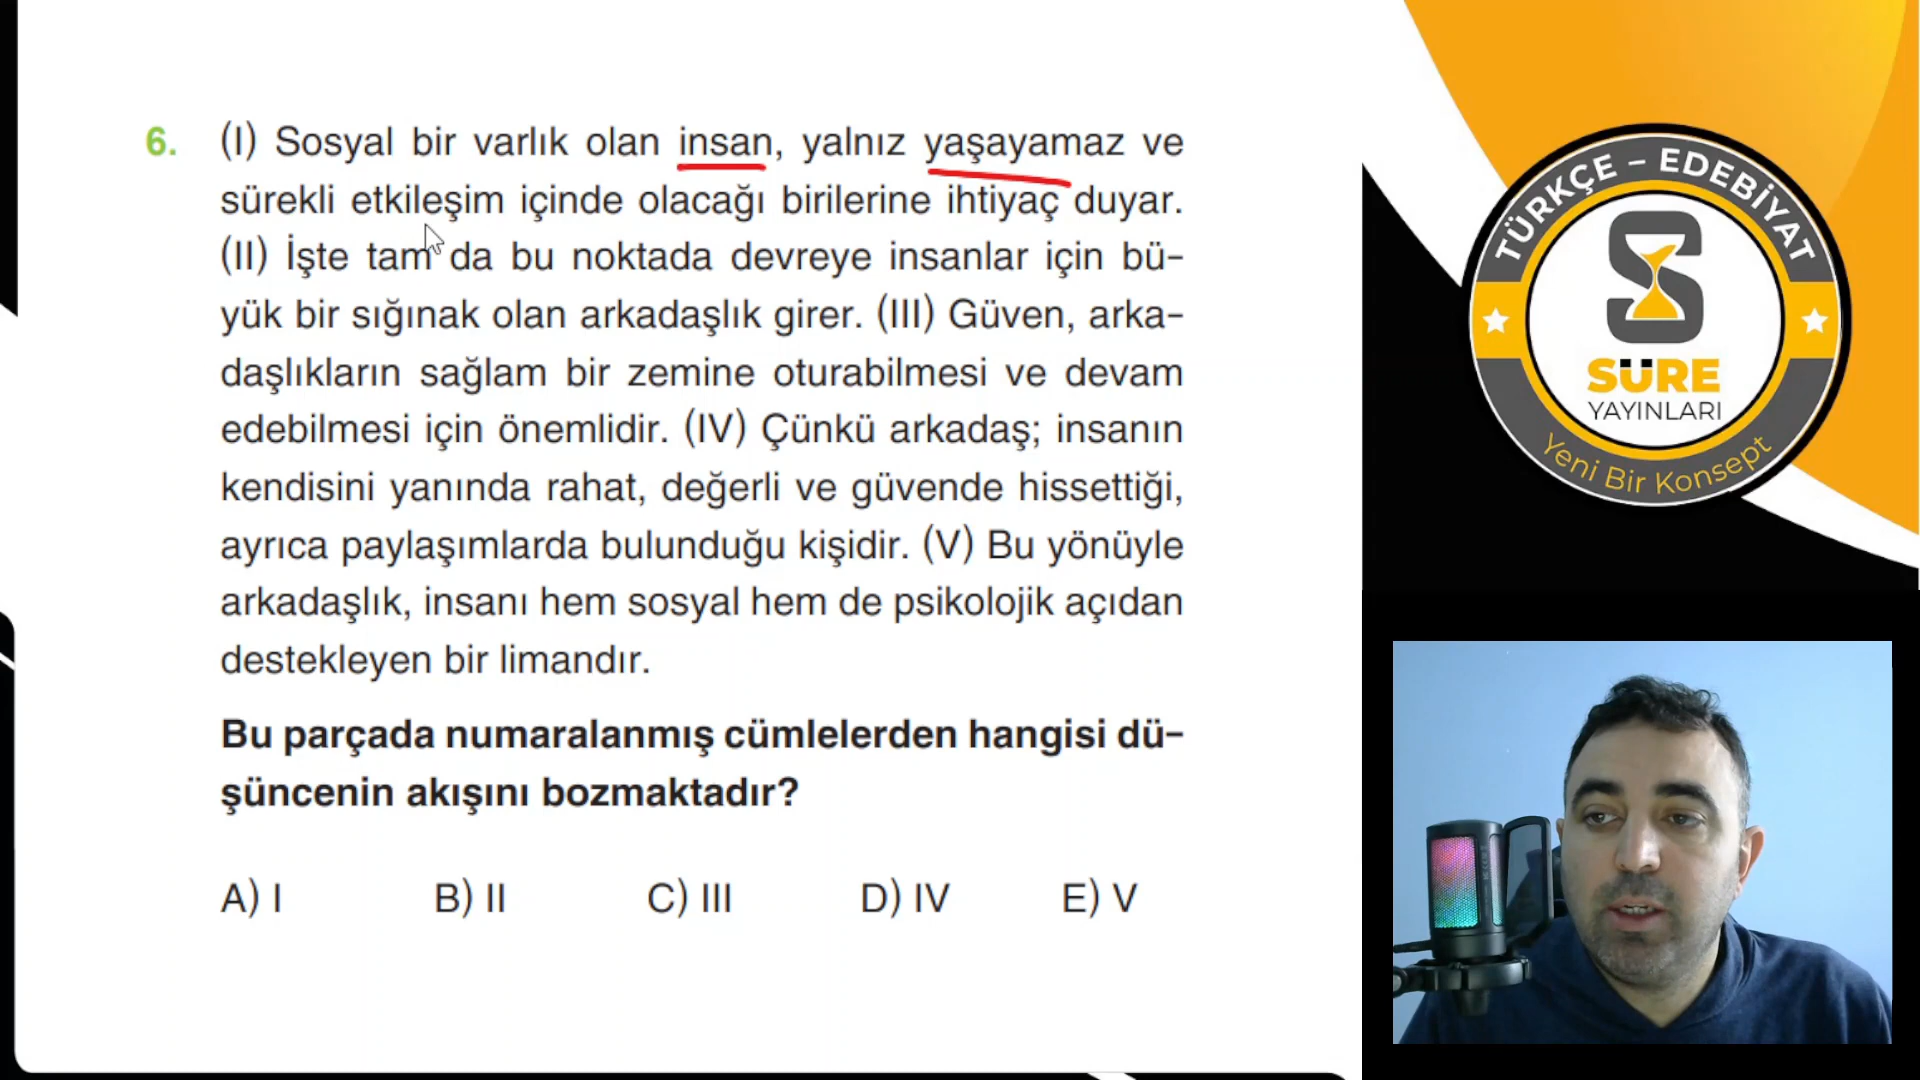 6. (I) Sosyal bir varlık olan insan, yalnız yaşayamaz ve
sürekli etkileşim içinde olacağı birilerine ihtiyaç duyar.
(II) İşte tam da bu noktada devreye insanlar için bü-
yük bir sığınak olan arkadaşlık girer. (III) Güven, arka-
daşlıkların sağlam bir zemine oturabilmesi ve devam
edebilmesi için önemlidir. (IV) Çünkü arkadaş; insanın
kendisini yanında rahat, değerli ve güvende hissettiği,
ayrıca paylaşımlarda bulunduğu kişidir. (V) Bu yönüyle
arkadaşlık, insanı hem sosyal hem de psikolojik açıdan
destekleyen bir limandır.
Bu parçada numaralanmış cümlelerden hangisi dü-
şüncenin akışını bozmaktadır?
A) I B) II C) III D) IV E) V
TÜRKÇE – EDEBİYAT
SÜRE
YAYINLARI
Yeni Bir Konsept